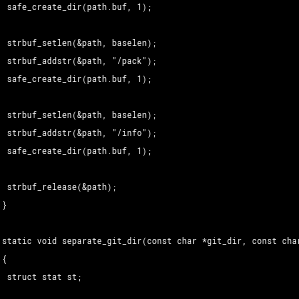 safe_create_dir(path.buf, 1);
strbuf_setlen(&path, baselen);
strbuf_addstr(&path, "/pack");
safe_create_dir(path.buf, 1);
strbuf_setlen(&path, baselen);
strbuf_addstr(&path, "/info");
safe_create_dir(path.buf, 1);
strbuf_release(&path);
}
static void separate_git_dir(const char *git_dir, const
{
struct stat st;